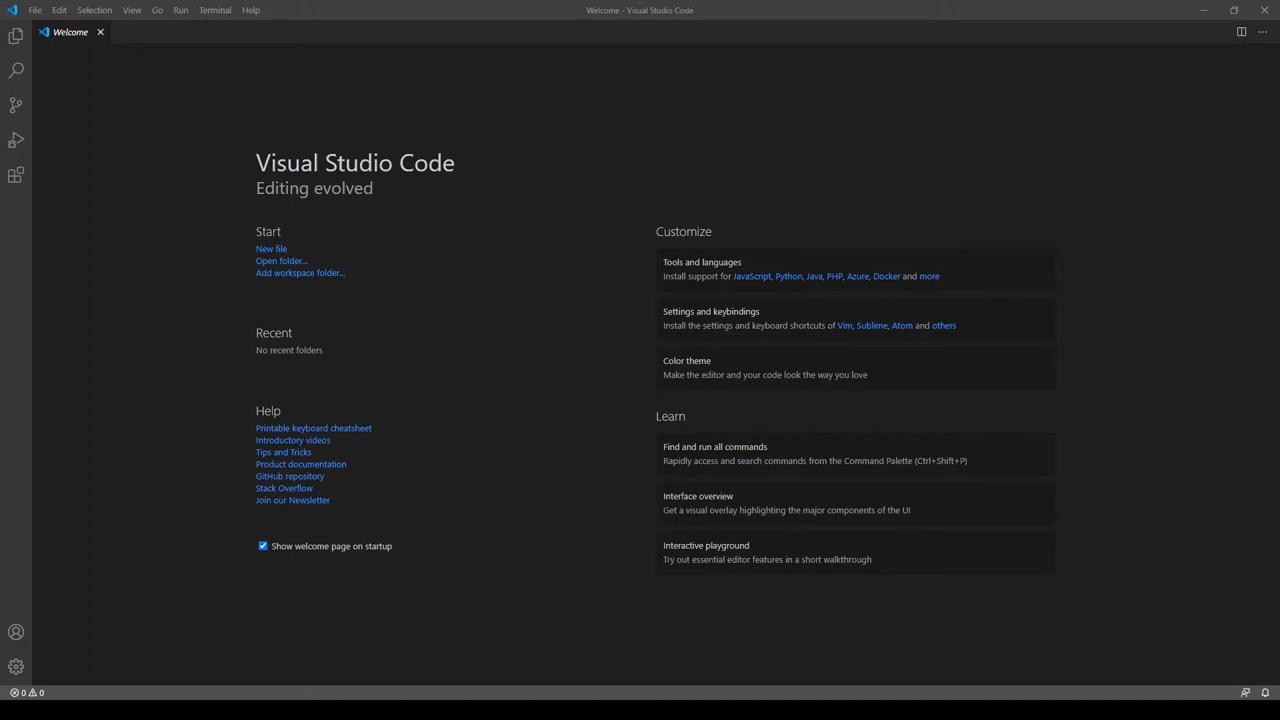 File Edit Selection View Go Run Terminal Help
Welcome - Visual Studio Code
Welcome
Visual Studio Code
Editing evolved
Start
New file
Open folder...
Add workspace folder...
Recent
No recent folders
Help
Printable keyboard cheatsheet
Introductory videos
Tips and Tricks
Product documentation
GitHub repository
Stack Overflow
Join our Newsletter
Show welcome page on startup
Customize
Tools and languages
Install support for JavaScript, Python, Java, PHP, Azure, Docker and more
Settings and keybindings
Install the settings and keyboard shortcuts of Vim, Sublime, Atom and others
Color theme
Make the editor and your code look the way you love
Learn
Find and run all commands
Rapidly access and search commands from the Command Palette (Ctrl+Shift+P)
Interface overview
Get a visual overlay highlighting the major components of the UI
Interactive playground
Try out essential editor features in a short walkthrough
0 0